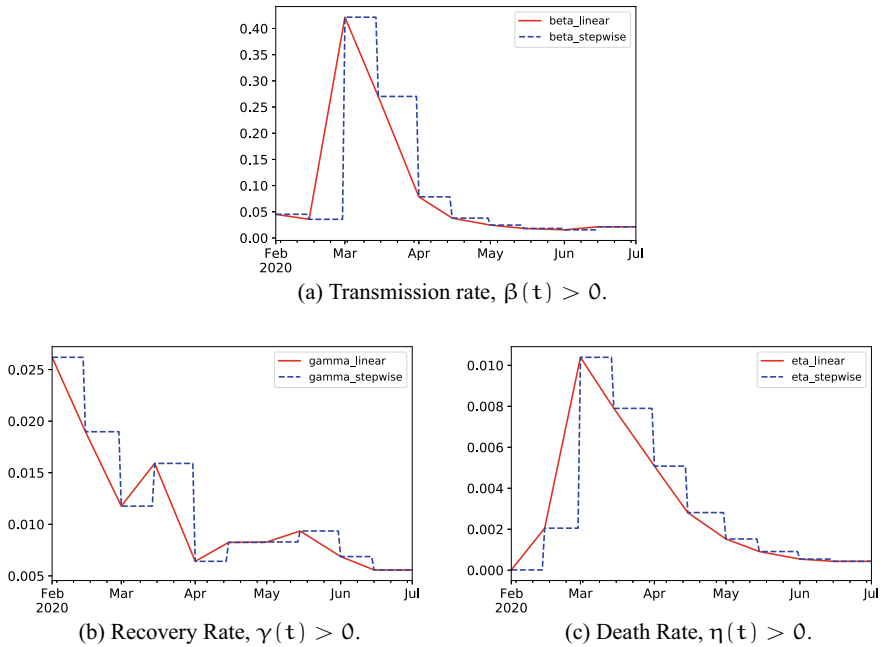 beta_linear
beta_stepwise
0.40
0.35
0.30
0.25
0.20
0.15
0.10
0.05
0.00
Feb Mar Apr May Jun Jul
2020
(a) Transmission rate, β(t) > 0.
gamma_linear
gamma_stepwise
0.025
0.020
0.015
0.010
0.005
Feb Mar Apr May Jun Jul
2020
(b) Recovery Rate, γ(t) > 0.
eta_linear
eta_stepwise
0.010
0.008
0.006
0.004
0.002
0.000
Feb Mar Apr May Jun Jul
2020
(c) Death Rate, η(t) > 0.